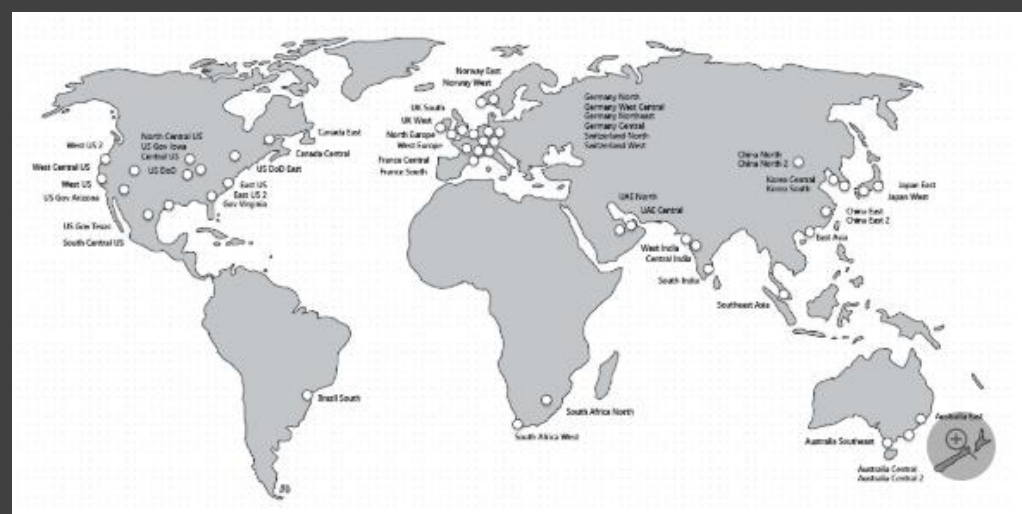 Norway East
Norway West
UK South
UK West
North Europe
West Europe
France Central
France South
Germany North
Germany West Central
Germany Northeast
Germany Central
Switzerland North
Switzerland West
Canada East
Canada Central
West US 2
North Central US
US Gov Iowa
Central US
US DoD
West Central US
West US
US Gov Arizona
US DoD East
East US
East US 2
Gov Virginia
US Gov Texas
South Central US
UAE North
UAE Central
West India
Central India
South India
China North
China North 2
Korea Central
Korea South
Japan East
Japan West
China East
China East 2
East Asia
Southeast Asia
Brazil South
South Africa North
South Africa West
Australia East
Australia Southeast
Australia Central
Australia Central 2